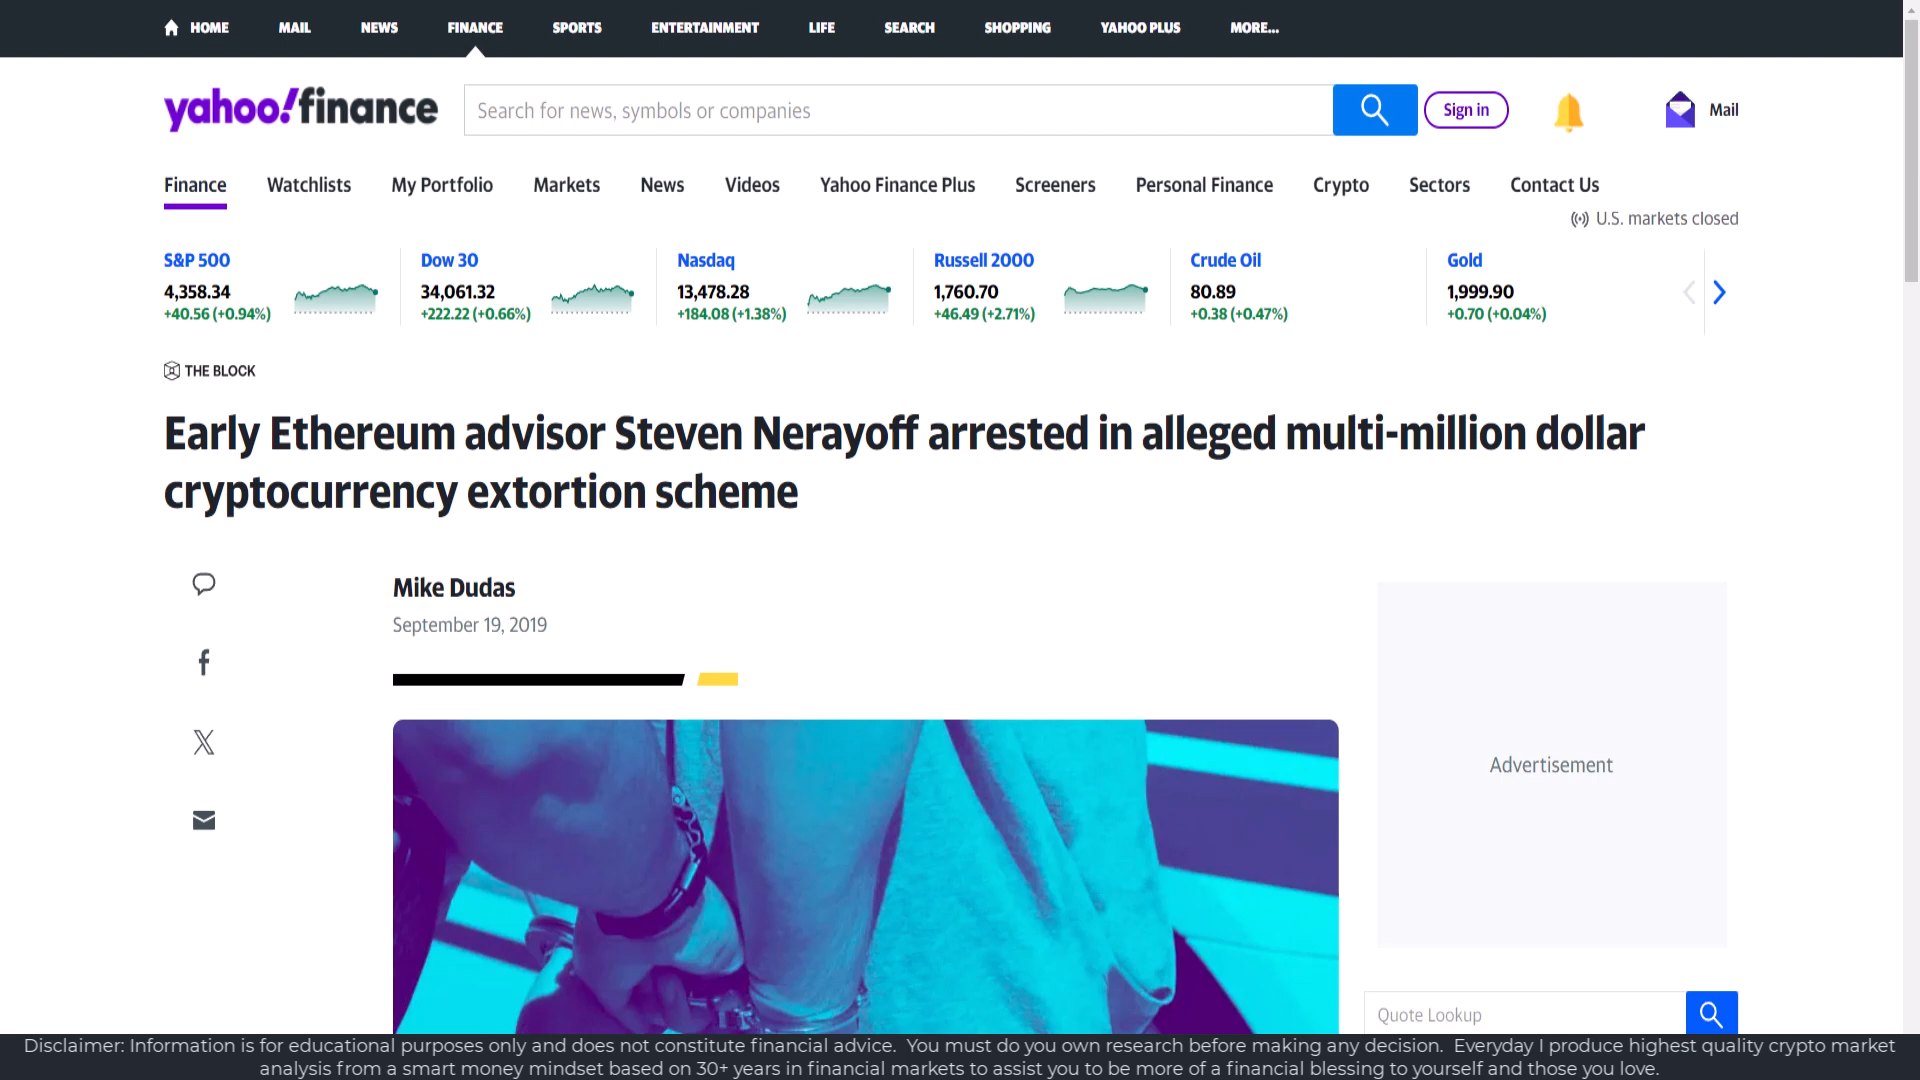 HOME MAIL NEWS FINANCE SPORTS ENTERTAINMENT LIFE SEARCH SHOPPING YAHOO PLUS MORE...
yahoo!finance Search for news, symbols or companies Sign in Mail
Finance Watchlists My Portfolio Markets News Videos Yahoo Finance Plus Screeners Personal Finance Crypto Sectors Contact Us
U.S. markets closed
S&P 500 Dow 30 Nasdaq Russell 2000 Crude Oil Gold
4,358.34 34,061.32 13,478.28 1,760.70 80.89 1,999.90
+40.56 (+0.94%) +222.22 (+0.66%) +184.08 (+1.38%) +46.49 (+2.71%) +0.38 (+0.47%) +0.70 (+0.04%)
THE BLOCK
Early Ethereum advisor Steven Nerayoff arrested in alleged multi-million dollar
cryptocurrency extortion scheme
Mike Dudas
September 19, 2019
Advertisement
Quote Lookup
Disclaimer: Information is for educational purposes only and does not constitute financial advice.  You must do you own research before making any decision.  Everyday I produce highest quality crypto market
analysis from a smart money mindset based on 30+ years in financial markets to assist you to be more of a financial blessing to yourself and those you love.